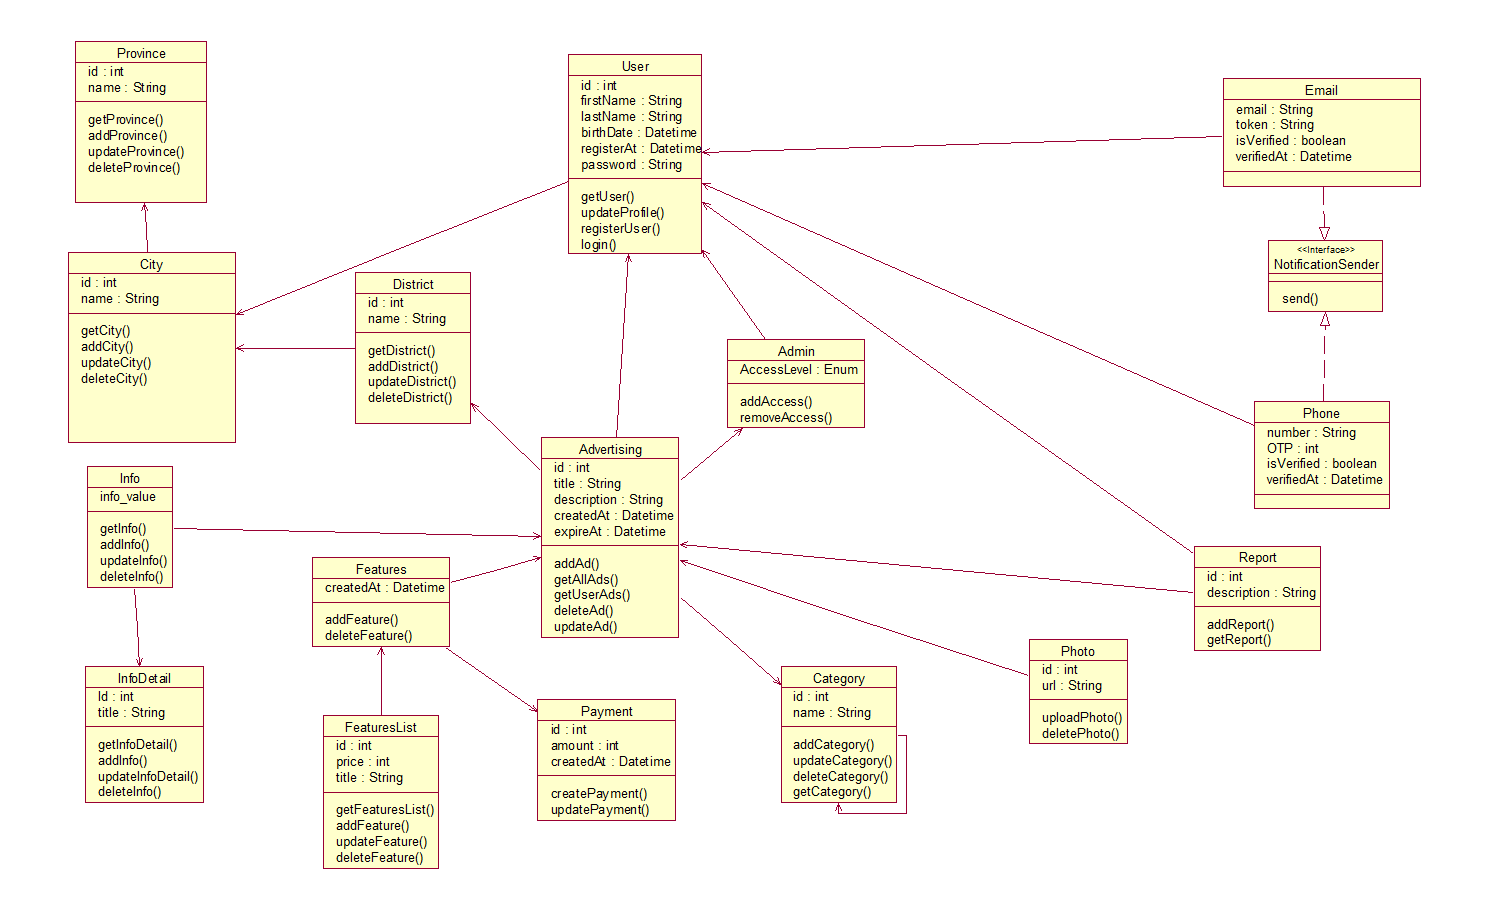 Province
id : int
name : String
getProvince()
addProvince()
updateProvince()
deleteProvince()
User
id : int
firstName : String
lastName : String
birthDate : Datetime
registerAt : Datetime
password : String
getUser()
updateProfile()
registerUser()
login()
Email
email : String
token : String
isVerified : boolean
verifiedAt : Datetime
<<Interface>>
NotificationSender
send()
City
id : int
name : String
getCity()
addCity()
updateCity()
deleteCity()
District
id : int
name : String
getDistrict()
addDistrict()
updateDistrict()
deleteDistrict()
Admin
AccessLevel : Enum
addAccess()
removeAccess()
Phone
number : String
OTP : int
isVerified : boolean
verifiedAt : Datetime
Advertising
id : int
title : String
description : String
createdAt : Datetime
expireAt : Datetime
addAd()
getAllAds()
getUserAds()
deleteAd()
updateAd()
Info
info_value
getInfo()
addInfo()
updateInfo()
deleteInfo()
Features
createdAt : Datetime
addFeature()
deleteFeature()
Report
id : int
description : String
addReport()
getReport()
Photo
id : int
url : String
uploadPhoto()
deletePhoto()
InfoDetail
Id : int
title : String
getInfoDetail()
addInfo()
updateInfoDetail()
deleteInfo()
FeaturesList
id : int
price : int
title : String
getFeaturesList()
addFeature()
updateFeature()
deleteFeature()
Payment
id : int
amount : int
createdAt : Datetime
createPayment()
updatePayment()
Category
id : int
name : String
addCategory()
updateCategory()
deleteCategory()
getCategory()